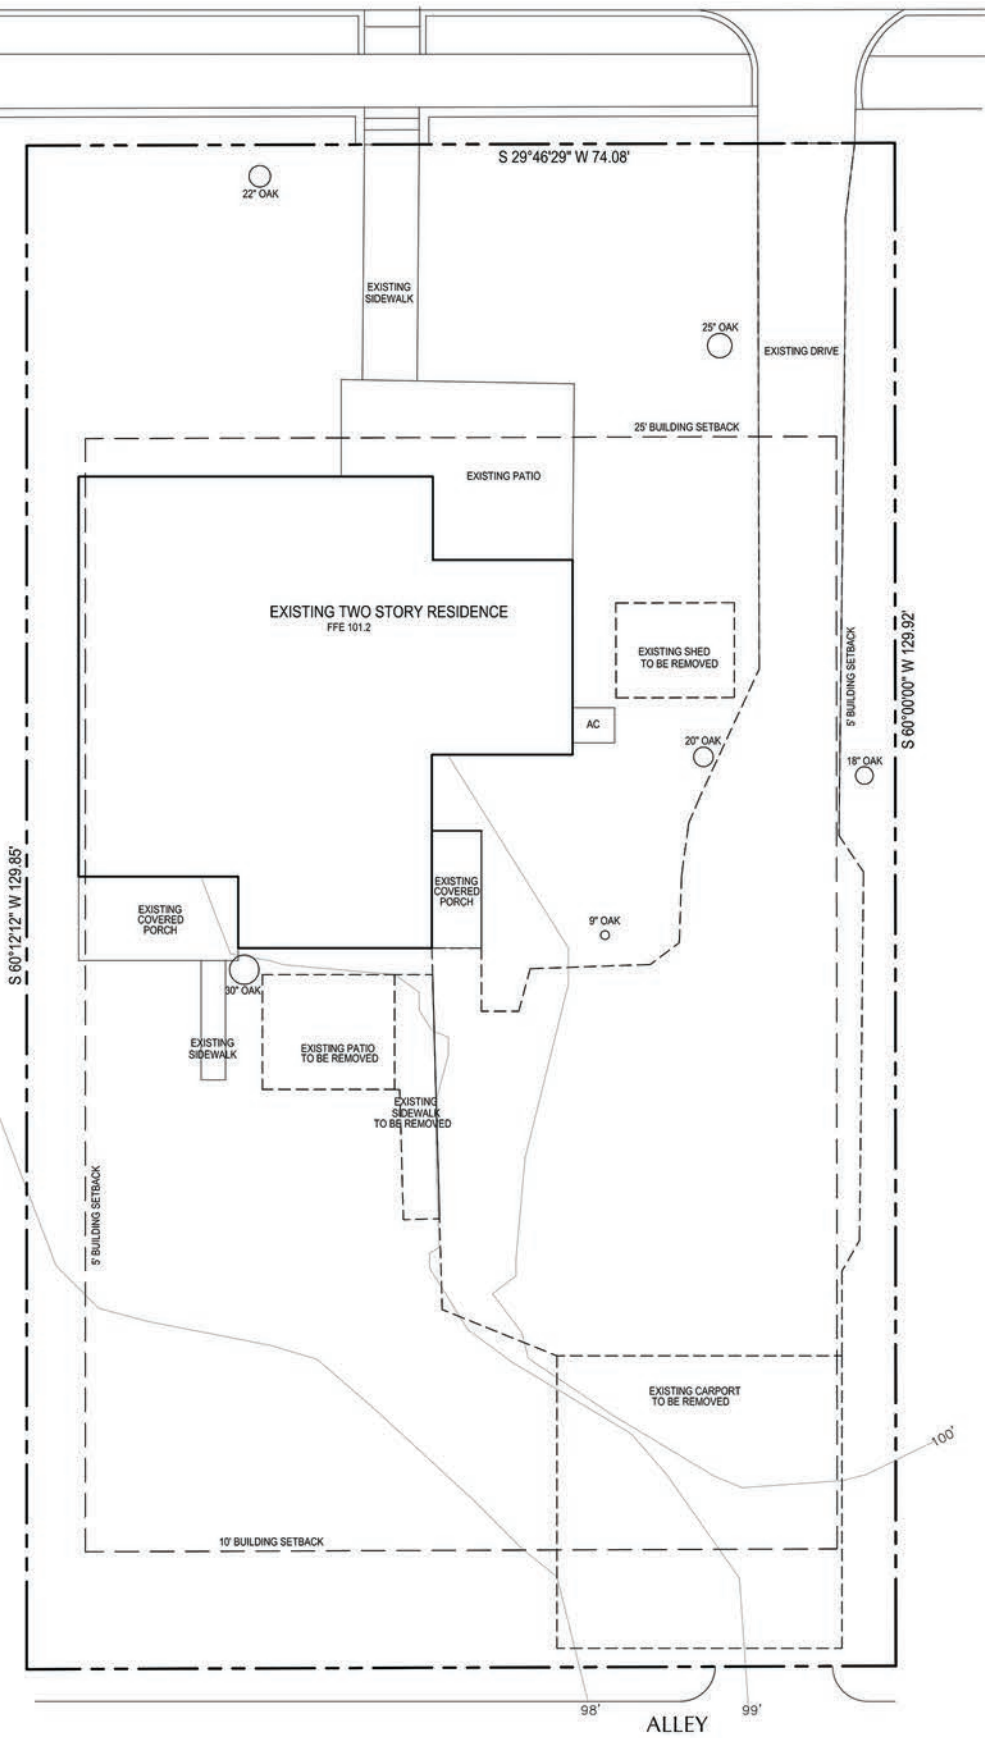 S 29°46'29" W 74.08'
22" OAK
EXISTING
SIDEWALK
25" OAK
EXISTING DRIVE
25' BUILDING SETBACK
EXISTING PATIO
EXISTING TWO STORY RESIDENCE
FFE 101.2
EXISTING SHED
TO BE REMOVED
5' BUILDING SETBACK
S 60°00'00" W 129.92'
AC
20" OAK
18" OAK
S 60°12'12" W 129.85'
EXISTING
COVERED
PORCH
EXISTING
COVERED
PORCH
9" OAK
30" OAK
EXISTING
SIDEWALK
EXISTING PATIO
TO BE REMOVED
EXISTING
SIDEWALK
TO BE REMOVED
5' BUILDING SETBACK
EXISTING CARPORT
TO BE REMOVED
100'
10' BUILDING SETBACK
98'
99'
ALLEY